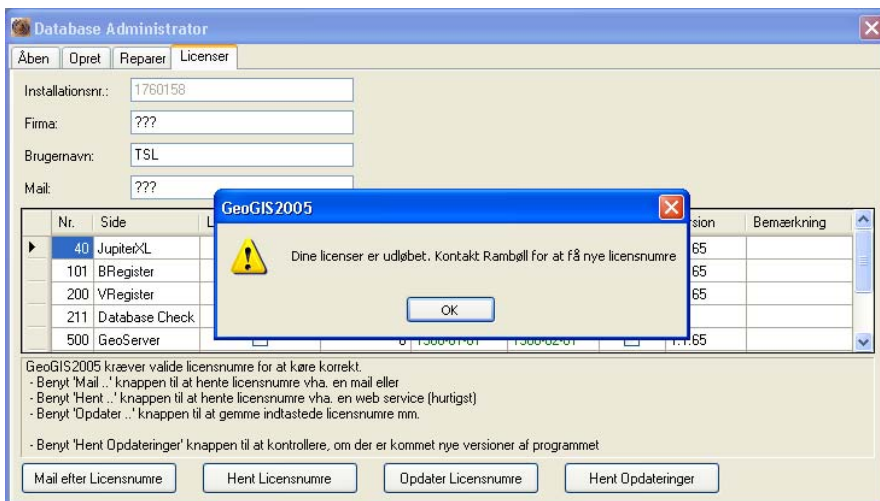 Database Administrator
Åben Opret Reparer Licenser
Installationsnr.: 1760158
Firma: ???
Brugernavn: TSL
Mail: ???
GeoGIS2005
Dine licenser er udløbet. Kontakt Rambøll for at få nye licensnumre
OK
Nr. Side L rsion Bemærkning
40 JupiterXL .65
101 BRegister 65
200 VRegister 65
211 Database Check
500 GeoServer 1.1.65
GeoGIS2005 kræver valide licensnumre for at køre korrekt.
- Benyt 'Mail ..' knappen til at hente licensnumre vha. en mail eller
- Benyt 'Hent ..' knappen til at hente licensnumre vha. en web service (hurtigst)
- Benyt 'Opdater ..' knappen til at gemme indtastede licensnumre mm.
- Benyt 'Hent Opdateringer' knappen til at kontrollere, om der er kommet nye versioner af programmet
Mail efter Licensnumre Hent Licensnumre Opdater Licensnumre Hent Opdateringer